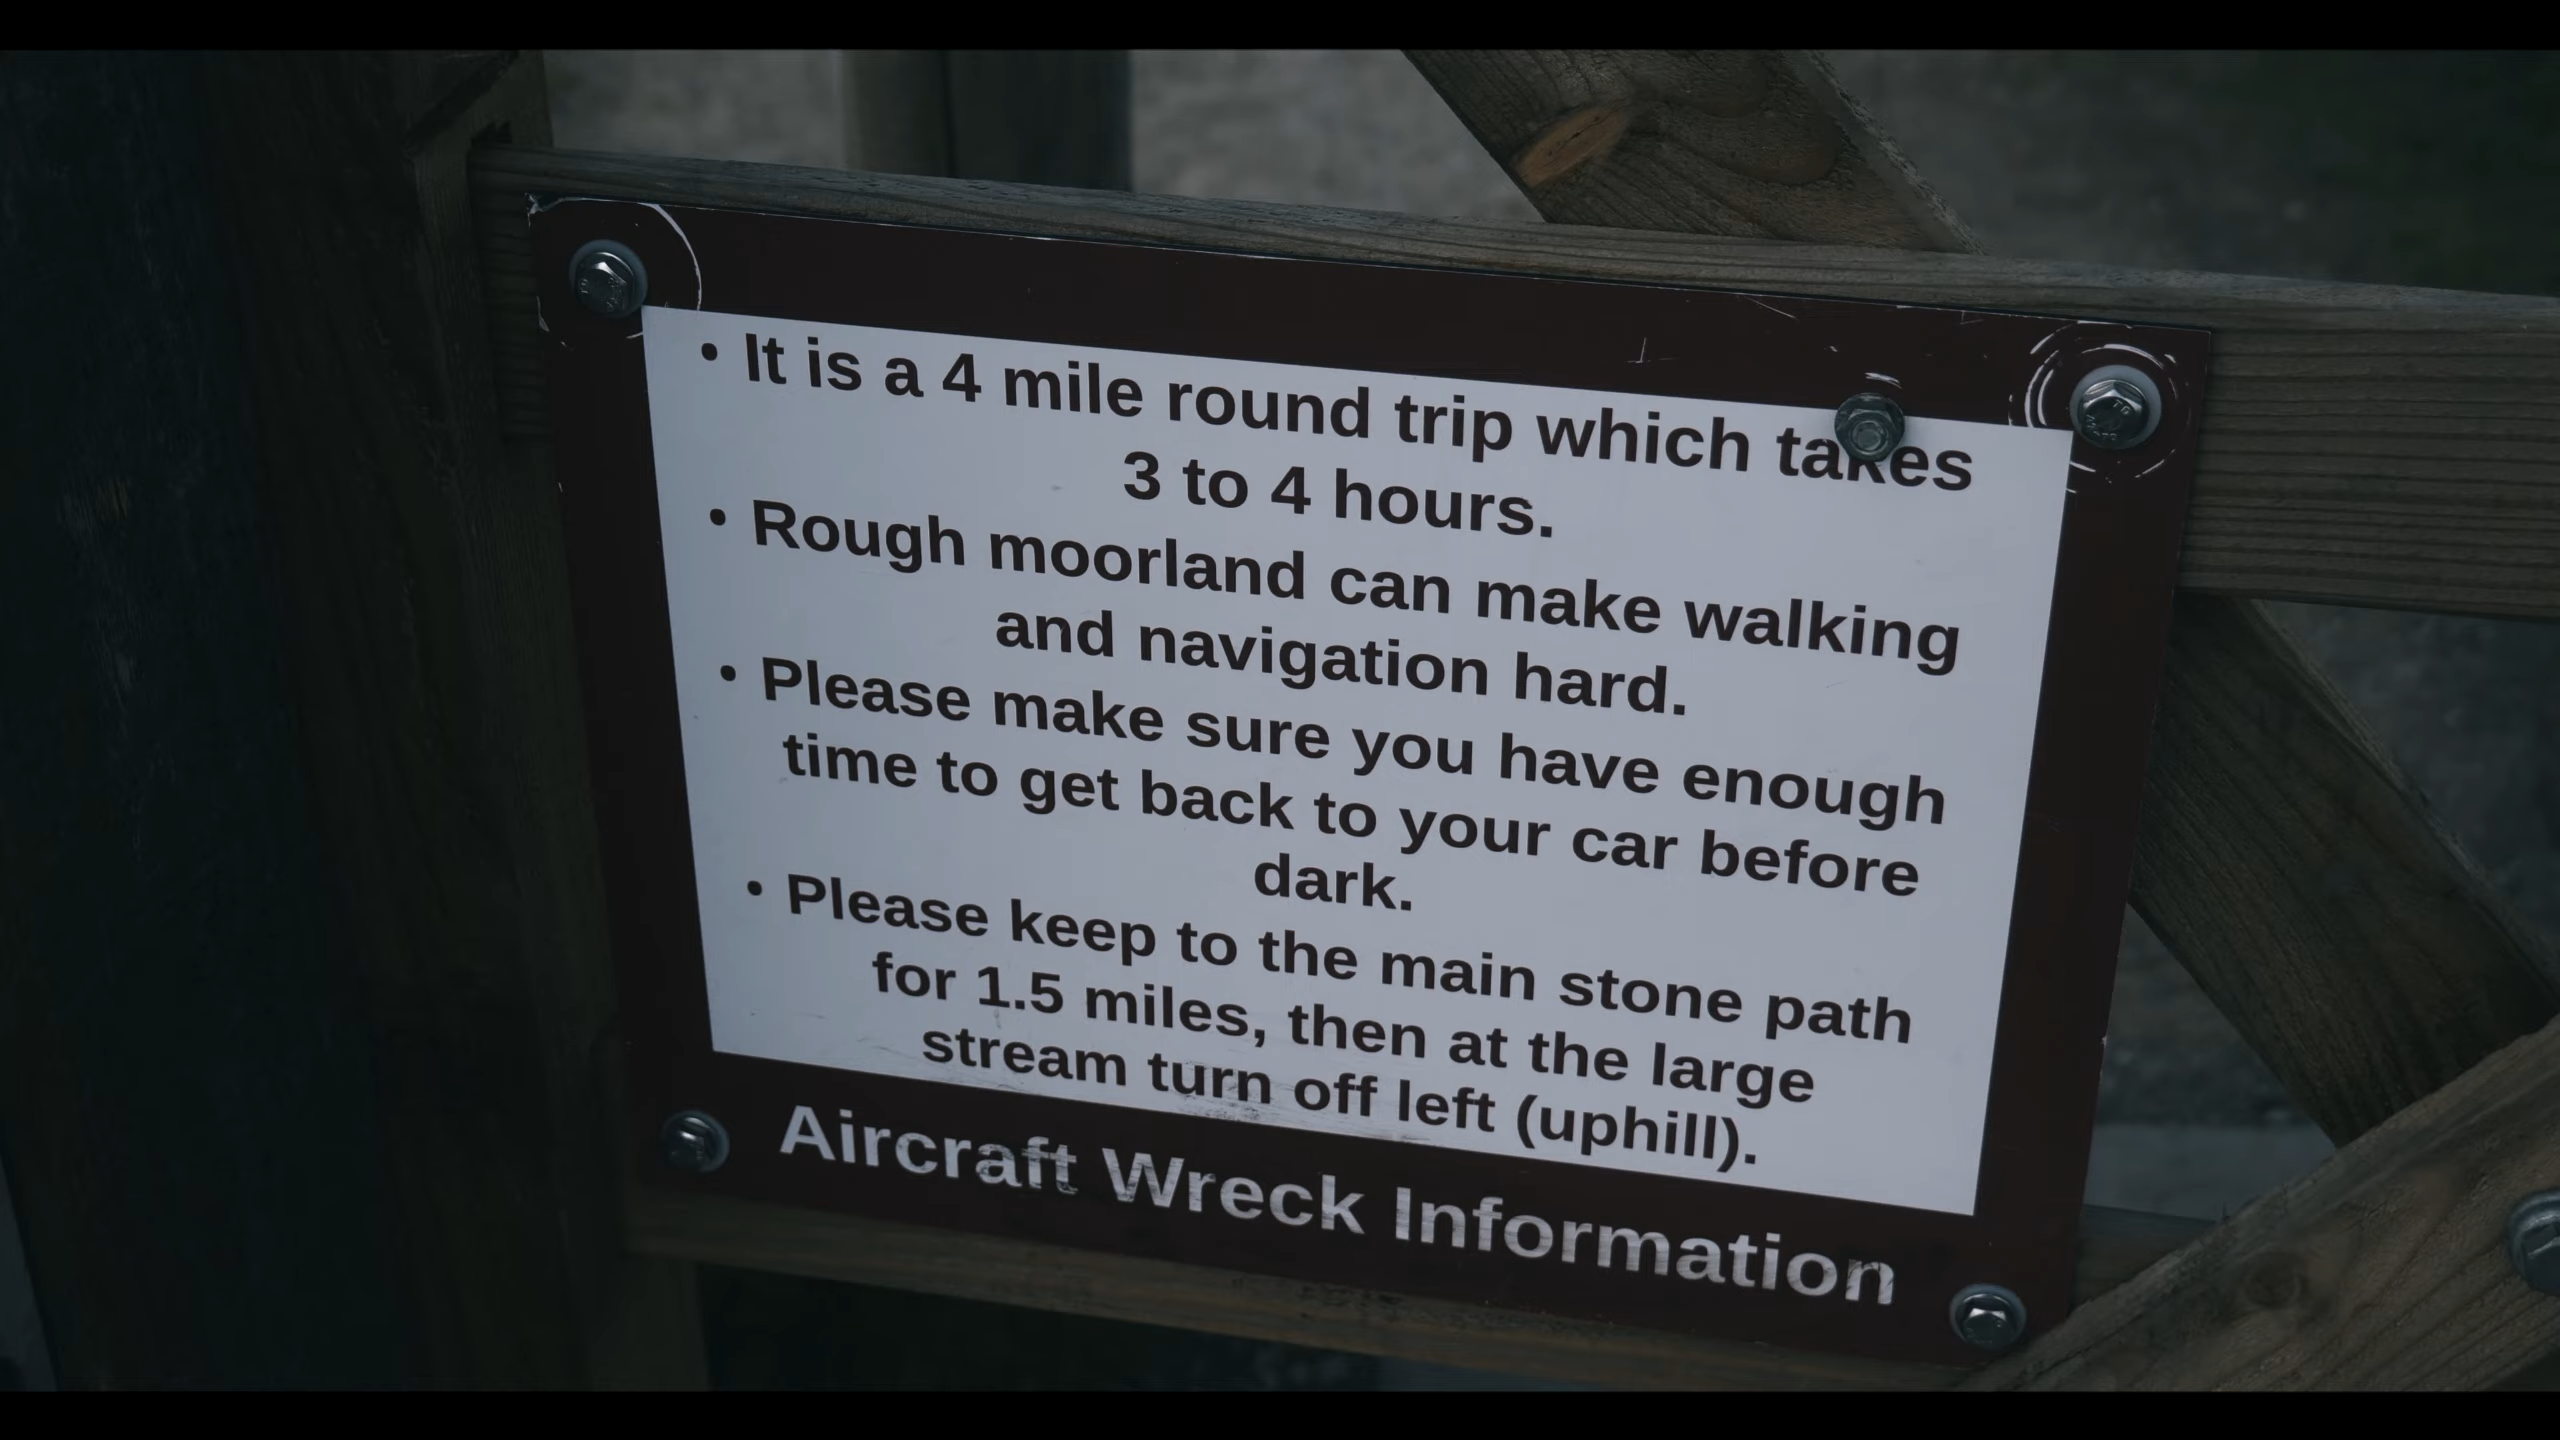 • It is a 4 mile round trip which takes
3 to 4 hours.
• Rough moorland can make walking
and navigation hard.
• Please make sure you have enough
time to get back to your car before
dark.
• Please keep to the main stone path
for 1.5 miles, then at the large
stream turn off left (uphill).
Aircraft Wreck Information